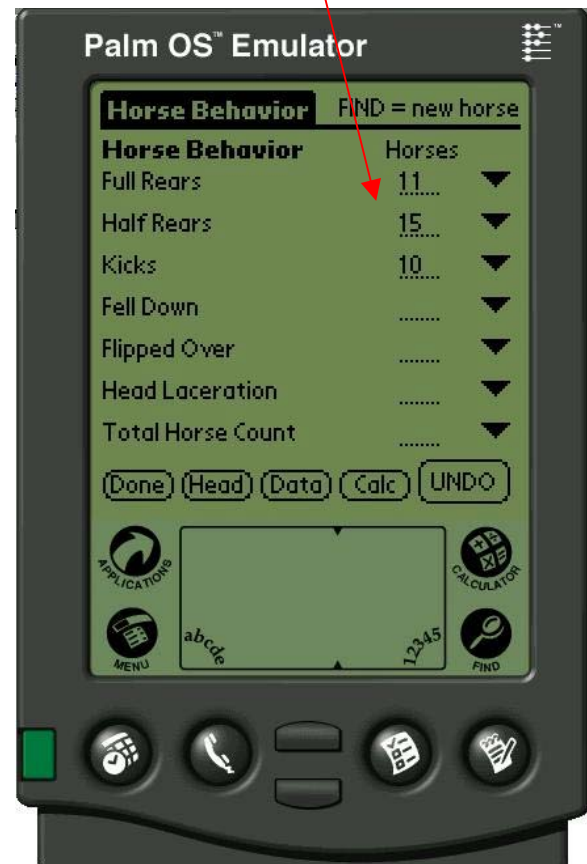 Palm OS™ Emulator
Horse Behavior FIND = new horse
Horse Behavior Horses
Full Rears 11
Half Rears 15
Kicks 10
Fell Down
Flipped Over
Head Laceration
Total Horse Count
Done Head Data Calc UNDO
APPLICATIONS CALCULATOR
MENU abcde 12345 FIND